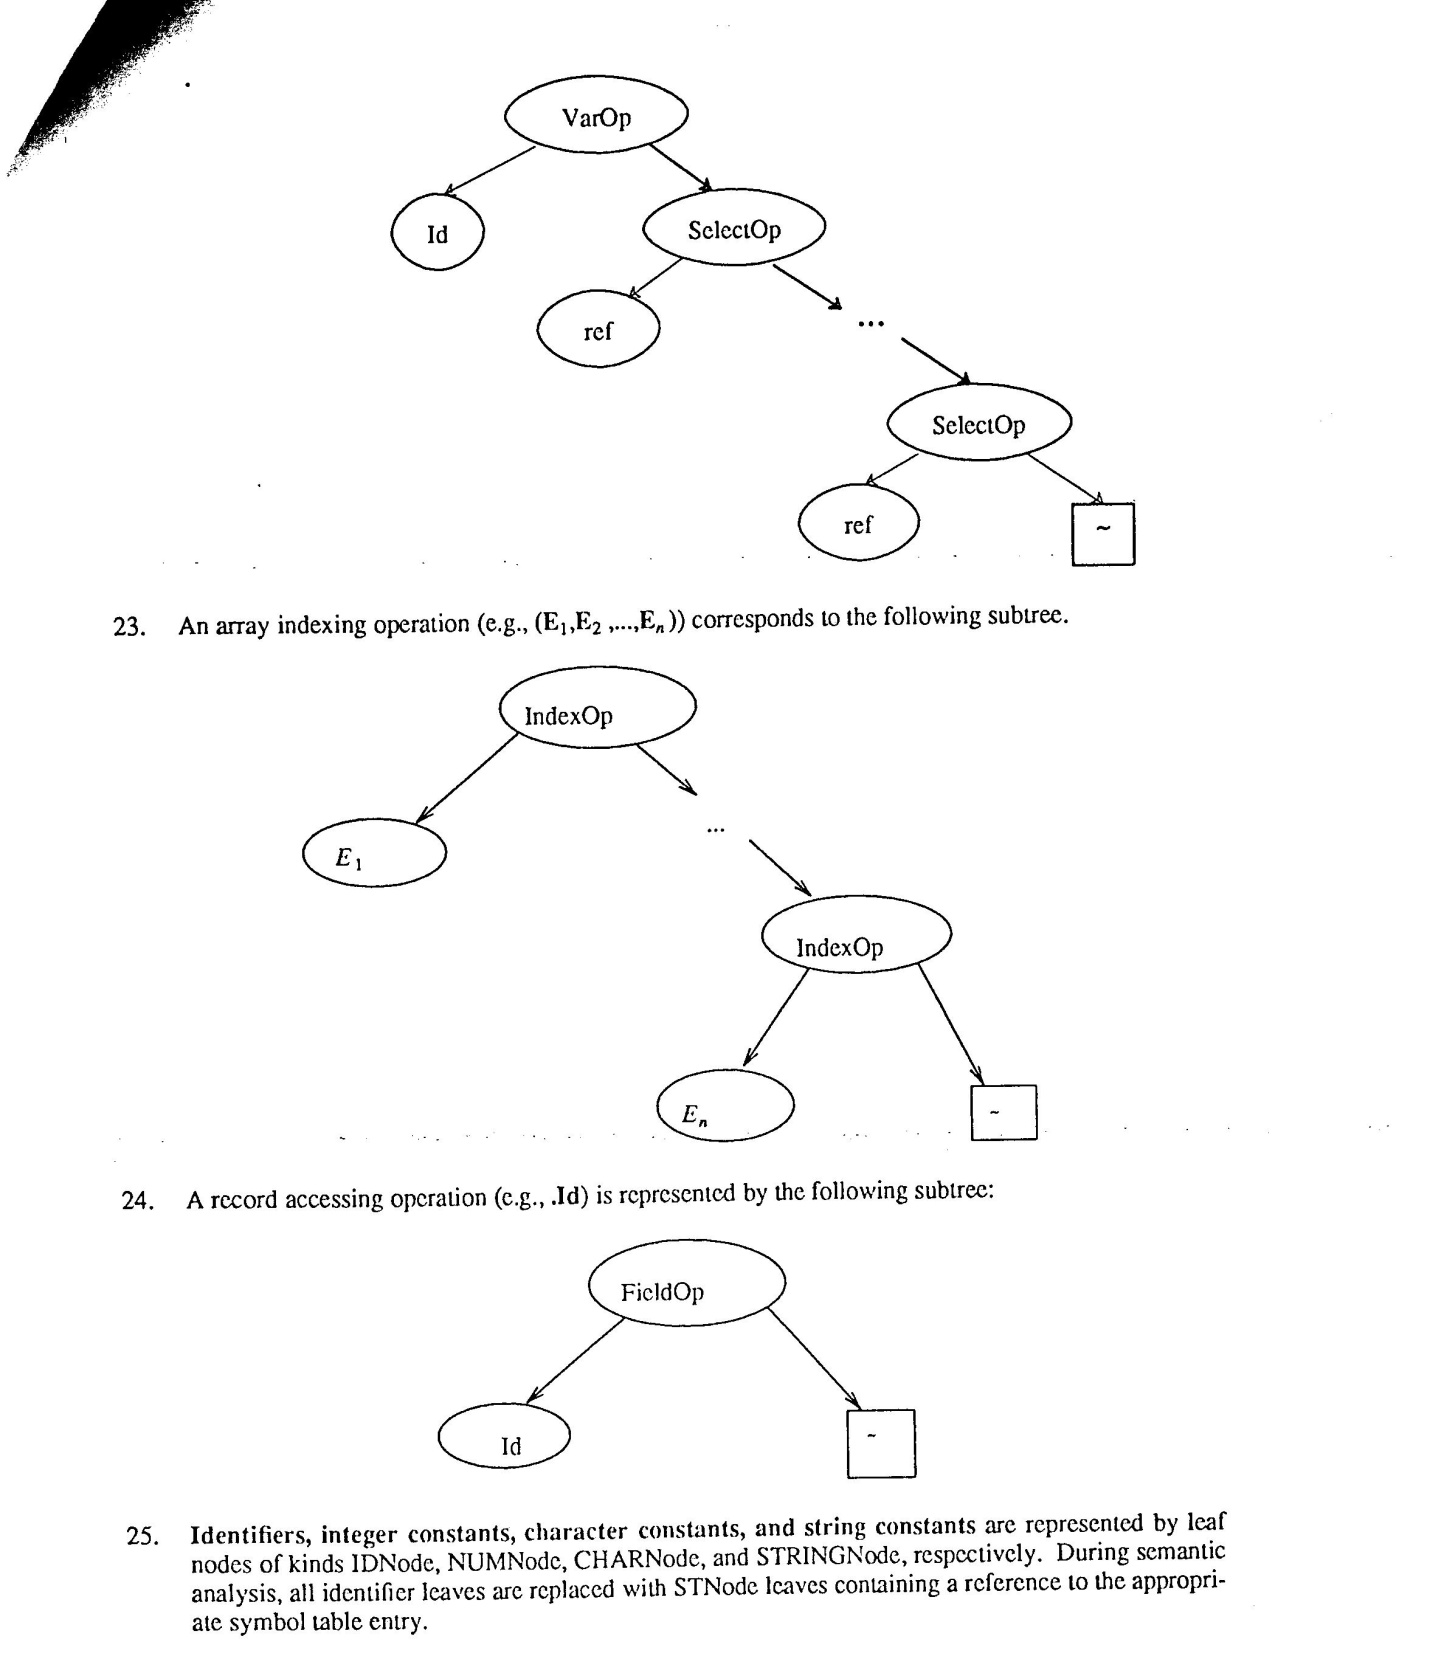 VarOp
Id
SelectOp
ref
...
SelectOp
ref
~
23. An array indexing operation (e.g., (E1,E2 ,...,En)) corresponds to the following subtree.
IndexOp
E1
...
IndexOp
En
~
24. A record accessing operation (e.g., .Id) is represented by the following subtree:
FieldOp
Id
~
25. Identifiers, integer constants, character constants, and string constants are represented by leaf
nodes of kinds IDNode, NUMNode, CHARNode, and STRINGNode, respectively. During semantic
analysis, all identifier leaves are replaced with STNode leaves containing a reference to the appropri-
ate symbol table entry.